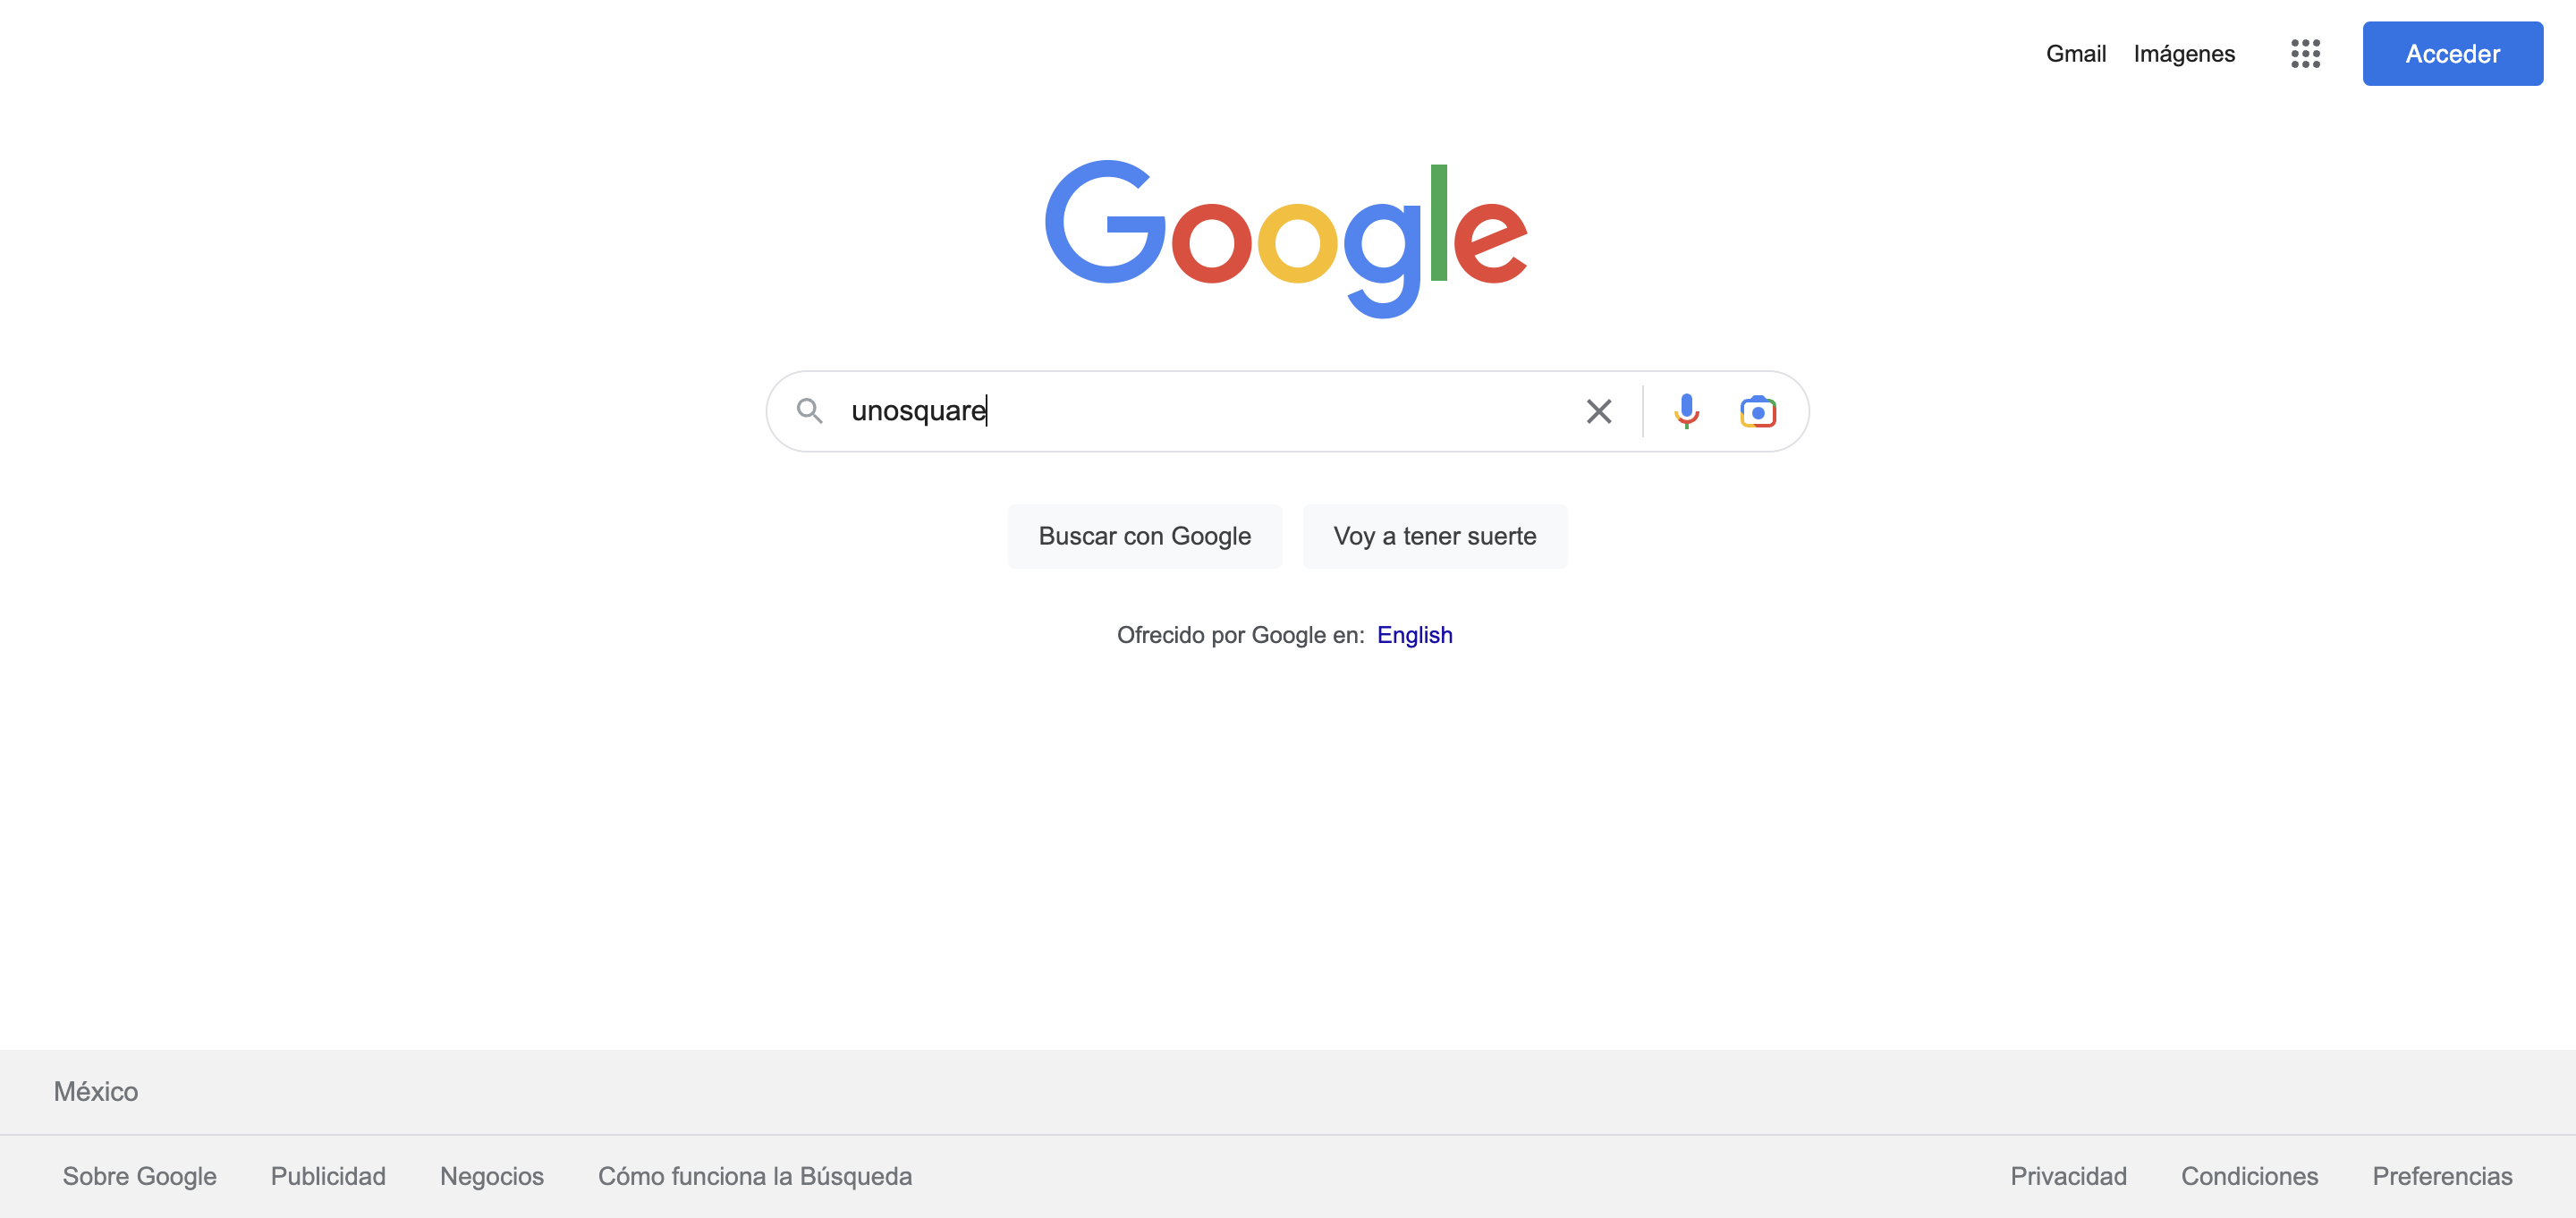 Gmail Imágenes Acceder
Google
unosquare
Buscar con Google Voy a tener suerte
Ofrecido por Google en: English
México
Sobre Google Publicidad Negocios Cómo funciona la Búsqueda Privacidad Condiciones Preferencias